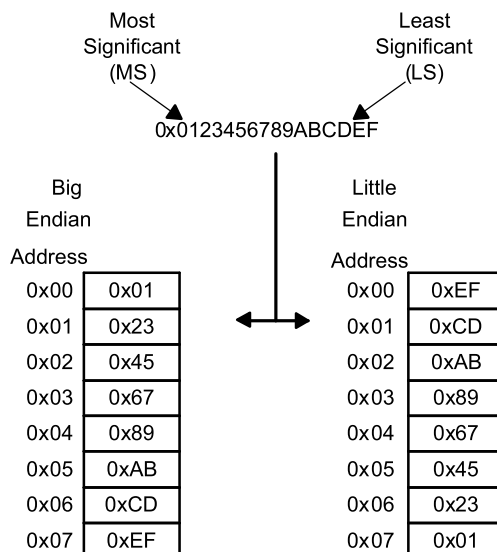 Most
Significant
(MS)
Least
Significant
(LS)
0x0123456789ABCDEF
Big
Endian
Address
0x00 0x01
0x01 0x23
0x02 0x45
0x03 0x67
0x04 0x89
0x05 0xAB
0x06 0xCD
0x07 0xEF
Little
Endian
Address
0x00 0xEF
0x01 0xCD
0x02 0xAB
0x03 0x89
0x04 0x67
0x05 0x45
0x06 0x23
0x07 0x01